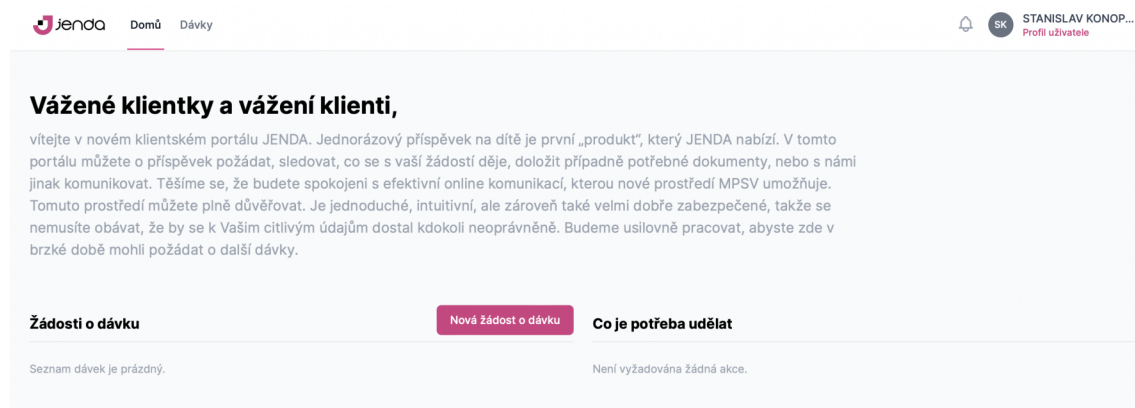 jenda Domů Dávky SK STANISLAV KONOP...
Profil uživatele
Vážené klientky a vážení klienti,
vítejte v novém klientském portálu JENDA. Jednorázový příspěvek na dítě je první „produkt“, který JENDA nabízí. V tomto
portálu můžete o příspěvek požádat, sledovat, co se s vaší žádostí děje, doložit případně potřebné dokumenty, nebo s námi
jinak komunikovat. Těšíme se, že budete spokojeni s efektivní online komunikací, kterou nové prostředí MPSV umožňuje.
Tomuto prostředí můžete plně důvěřovat. Je jednoduché, intuitivní, ale zároveň také velmi dobře zabezpečené, takže se
nemusíte obávat, že by se k Vašim citlivým údajům dostal kdokoli neoprávněně. Budeme usilovně pracovat, abyste zde v
brzké době mohli požádat o další dávky.
Žádosti o dávku Nová žádost o dávku Co je potřeba udělat
Seznam dávek je prázdný. Není vyžadována žádná akce.